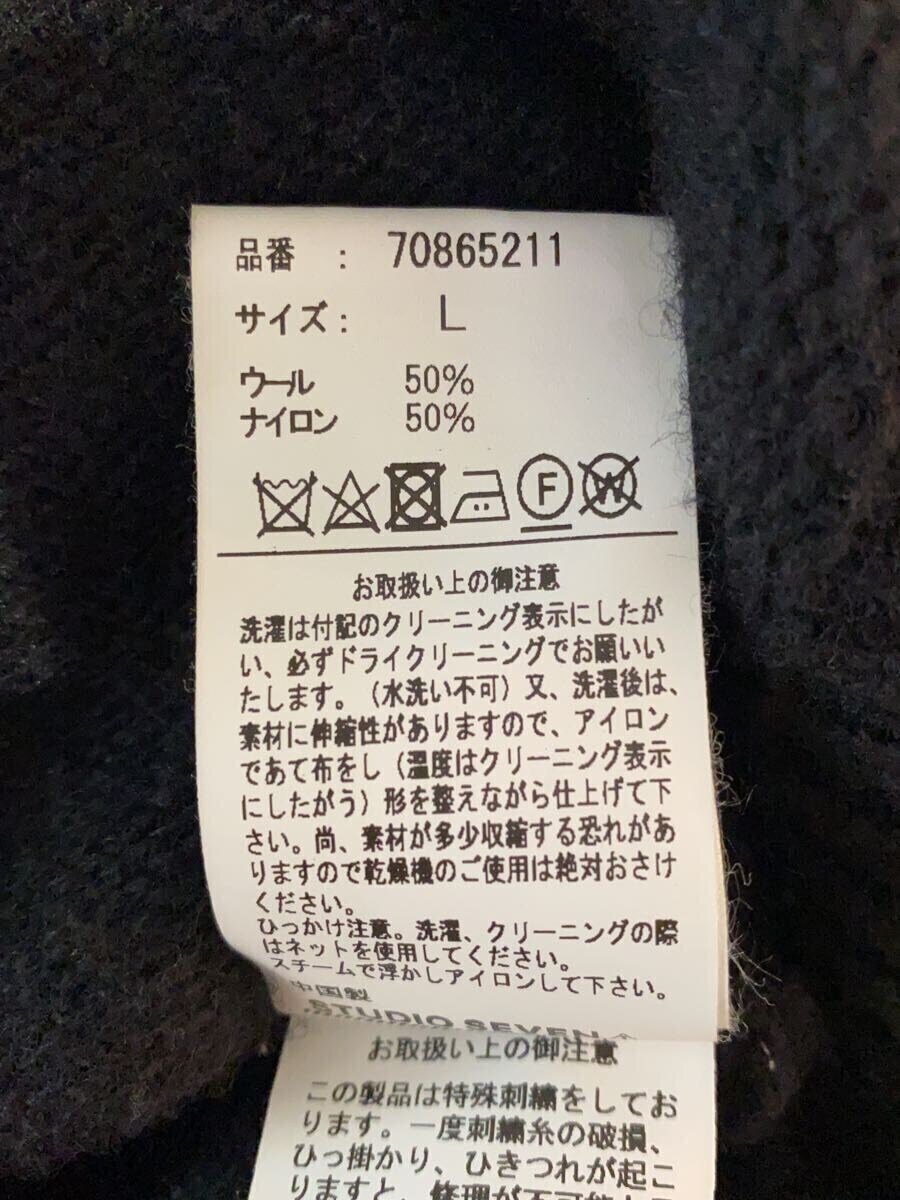 品番 : 70865211
サイズ: L
ウール 50%
ナイロン 50%
F W
お取扱い上の御注意
洗濯は付記のクリーニング表示にしたが
い、必ずドライクリーニングでお願いい
たします。(水洗い不可)又、洗濯後は、
素材に伸縮性がありますので、アイロン
であて布をし(温度はクリーニング表示
にしたがう)形を整えながら仕上げて下
さい。尚、素材が多少収縮する恐れがあ
りますので乾燥機のご使用は絶対おさけ
ください。
ひっかけ注意。洗濯、クリーニングの際
はネットを使用してください。
スチームで浮かしアイロンして下さい。
中国製
STUDIO SEVEN
お取扱い上の御注意
この製品は特殊刺繍をしてお
ります。一度刺繍糸の破損、
ひっ掛かり、ひきつれが起こ
りますと、修理が不可能